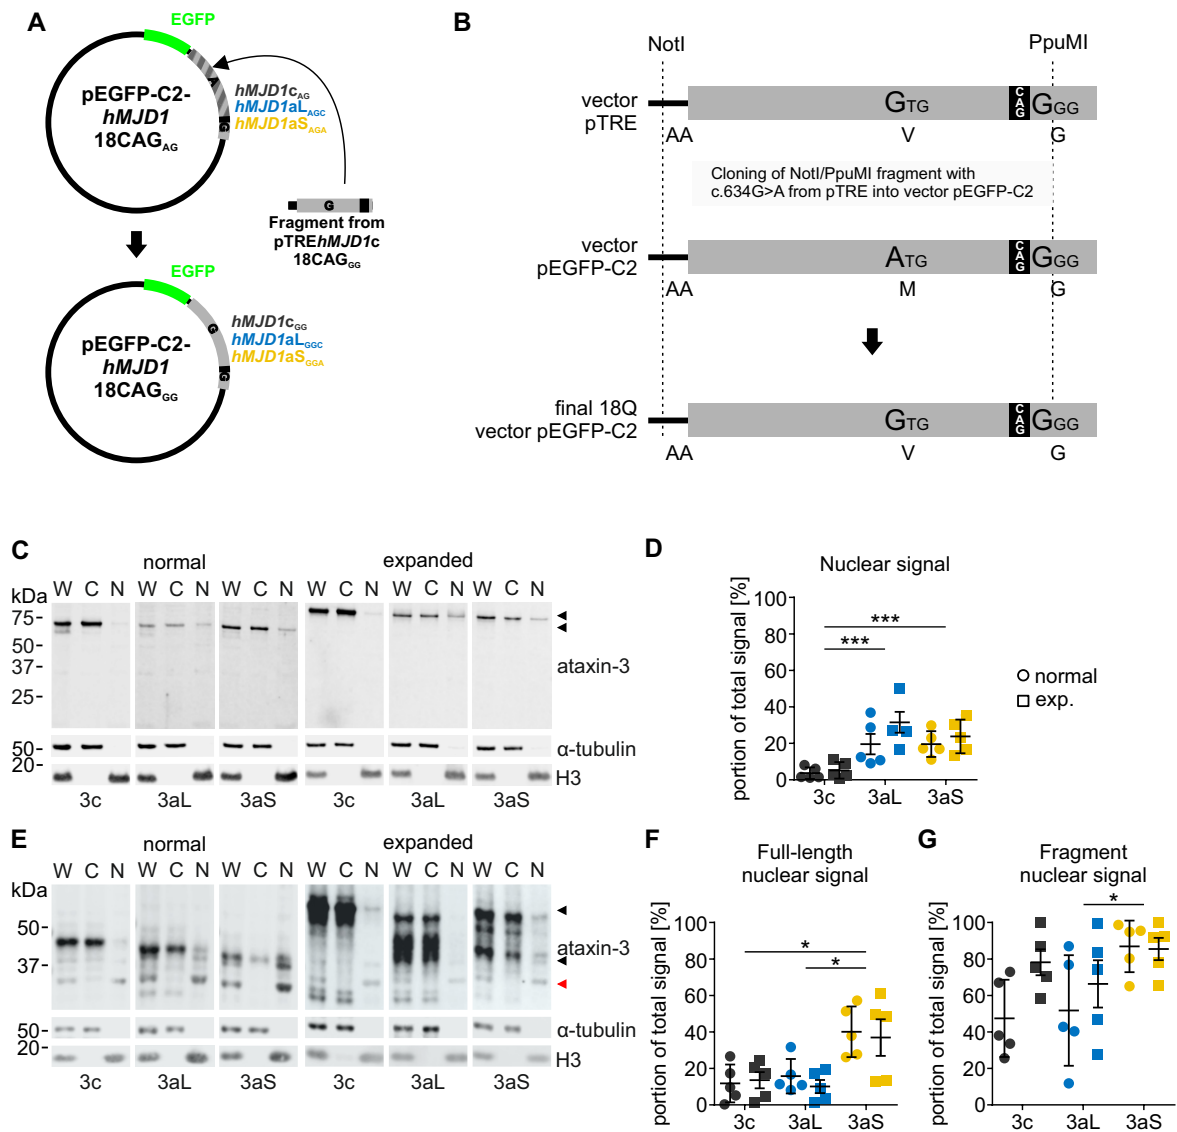 A
EGFP
pEGFP-C2-
hMJD1
18CAGAG
A
G
hMJD1cAG
hMJD1aLAGC
hMJD1aSAGA
G
Fragment from
pTREhMJD1c
18CAGGG
EGFP
pEGFP-C2-
hMJD1
18CAGGG
G
G
hMJD1cGG
hMJD1aLGGC
hMJD1aSGGA
B
NotI
PpuMI
vector
pTRE
GTG
CAG
GGG
AA
V
G
Cloning of NotI/PpuMI fragment with
c.634G>A from pTRE into vector pEGFP-C2
vector
pEGFP-C2
ATG
CAG
GGG
AA
M
G
final 18Q
vector pEGFP-C2
GTG
CAG
GGG
AA
V
G
C
normal
expanded
kDa
W C N W C N W C N W C N W C N W C N
75-
50-
37-
25-
ataxin-3
50-
α-tubulin
20-
H3
3c 3aL 3aS 3c 3aL 3aS
D
Nuclear signal
portion of total signal [%]
100
80
60
40
20
0
***
***
3c 3aL 3aS
normal
exp.
E
normal
expanded
kDa
W C N W C N W C N W C N W C N W C N
50-
37-
ataxin-3
50-
α-tubulin
20-
H3
3c 3aL 3aS 3c 3aL 3aS
F
Full-length
nuclear signal
portion of total signal [%]
100
80
60
40
20
0
*
*
3c 3aL 3aS
G
Fragment
nuclear signal
portion of total signal [%]
100
80
60
40
20
0
*
3c 3aL 3aS